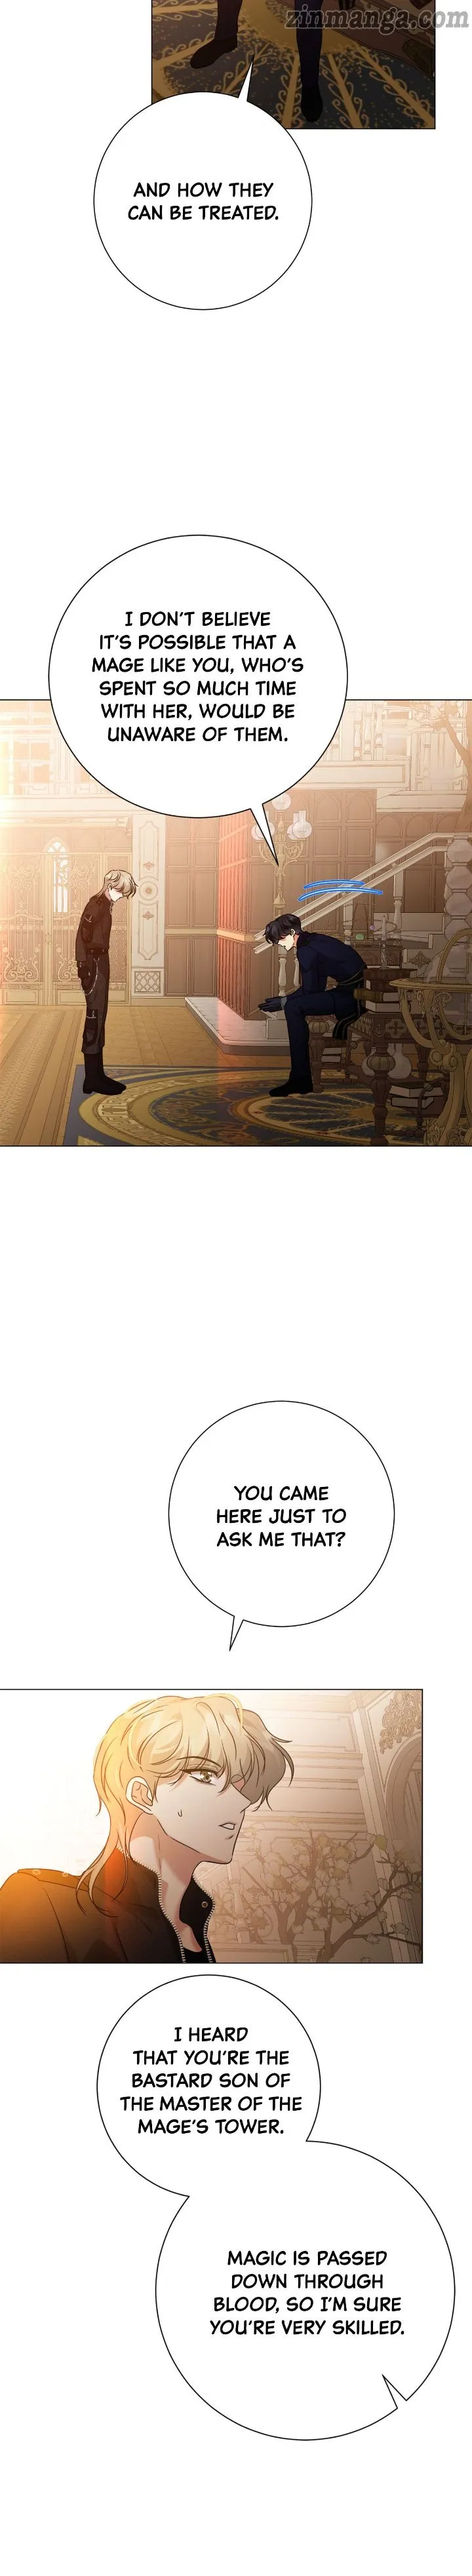 zinmanga.com
AND HOW THEY
CAN BE TREATED.
I DON'T BELIEVE
IT'S POSSIBLE THAT A
MAGE LIKE YOU, WHO'S
SPENT SO MUCH TIME
WITH HER, WOULD BE
UNAWARE OF THEM.
YOU CAME
HERE JUST TO
ASK ME THAT?
I HEARD
THAT YOU'RE THE
BASTARD SON OF
THE MASTER OF THE
MAGE'S TOWER.
MAGIC IS PASSED
DOWN THROUGH
BLOOD, SO I'M SURE
YOU'RE VERY SKILLED.